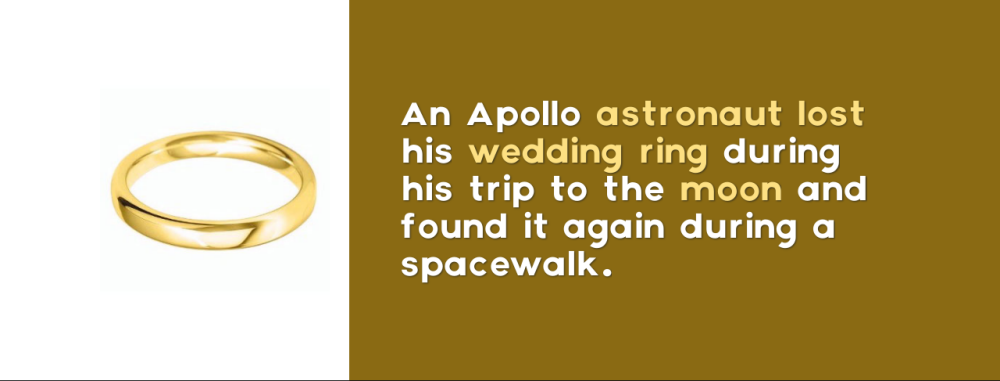 An Apollo astronaut lost
his wedding ring during
his trip to the moon and
found it again during a
spacewalk.